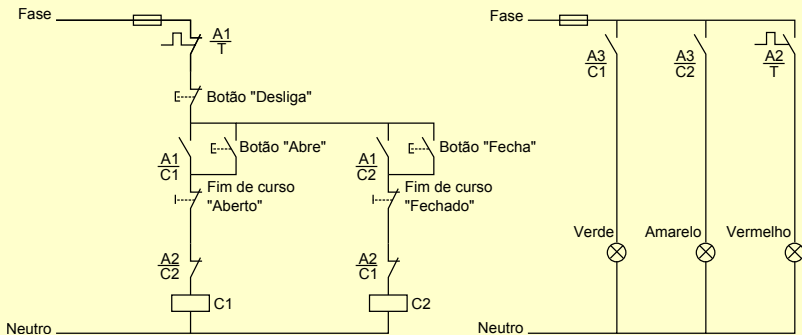 Fase
A1
T
Botão "Desliga"
Botão "Abre"
Botão "Fecha"
A1
C1
A1
C2
Fim de curso
"Aberto"
Fim de curso
"Fechado"
A2
C2
A2
C1
C1
C2
Neutro
Fase
A3
C1
A3
C2
A2
T
Verde
Amarelo
Vermelho
Neutro